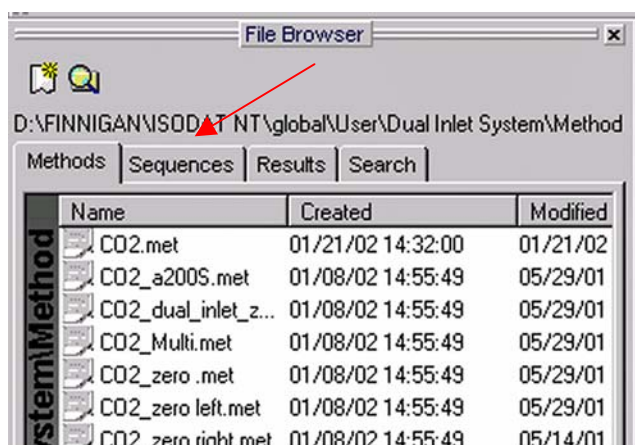 File Browser
D:\FINNIGAN\ISODAT NT\global\User\Dual Inlet System\Method
Methods Sequences Results Search
Name Created Modified
CO2.met 01/21/02 14:32:00 01/21/02
CO2_a200S.met 01/08/02 14:55:49 05/29/01
CO2_dual_inlet_z... 01/08/02 14:55:49 05/29/01
CO2_Multi.met 01/08/02 14:55:49 05/29/01
CO2_zero .met 01/08/02 14:55:49 05/29/01
CO2_zero left.met 01/08/02 14:55:49 05/29/01
CO2_zero right.met 01/08/02 14:55:49 05/14/01
ystem\Method